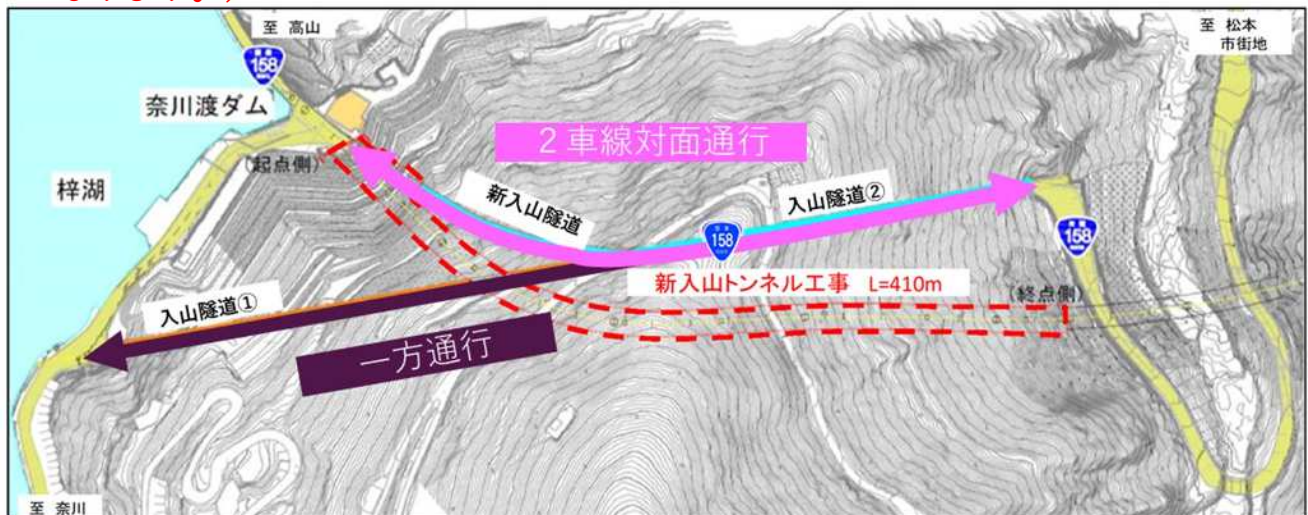 至 高山
至 松本
市街地
158
奈川渡ダム
２車線対面通行
(起点側)
梓湖
新入山隧道
入山隧道②
158
158
新入山トンネル工事 L=410m
(終点側)
入山隧道①
一方通行
至 奈川